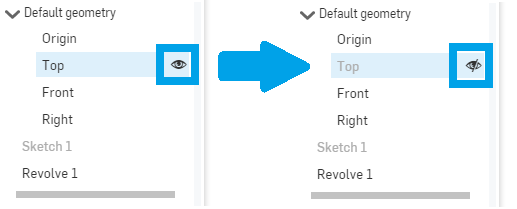 Default geometry
Origin
Top
Front
Right
Sketch 1
Revolve 1
Default geometry
Origin
Top
Front
Right
Sketch 1
Revolve 1